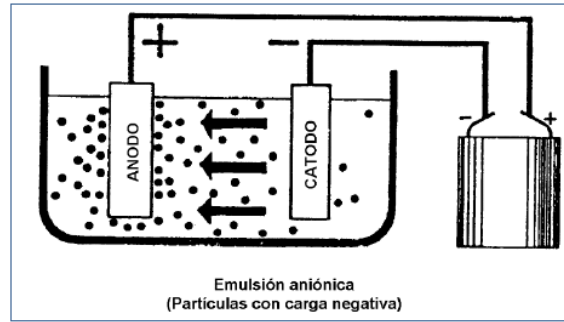 + -
- +
ANODO
CATODO
Emulsión aniónica
(Partículas con carga negativa)